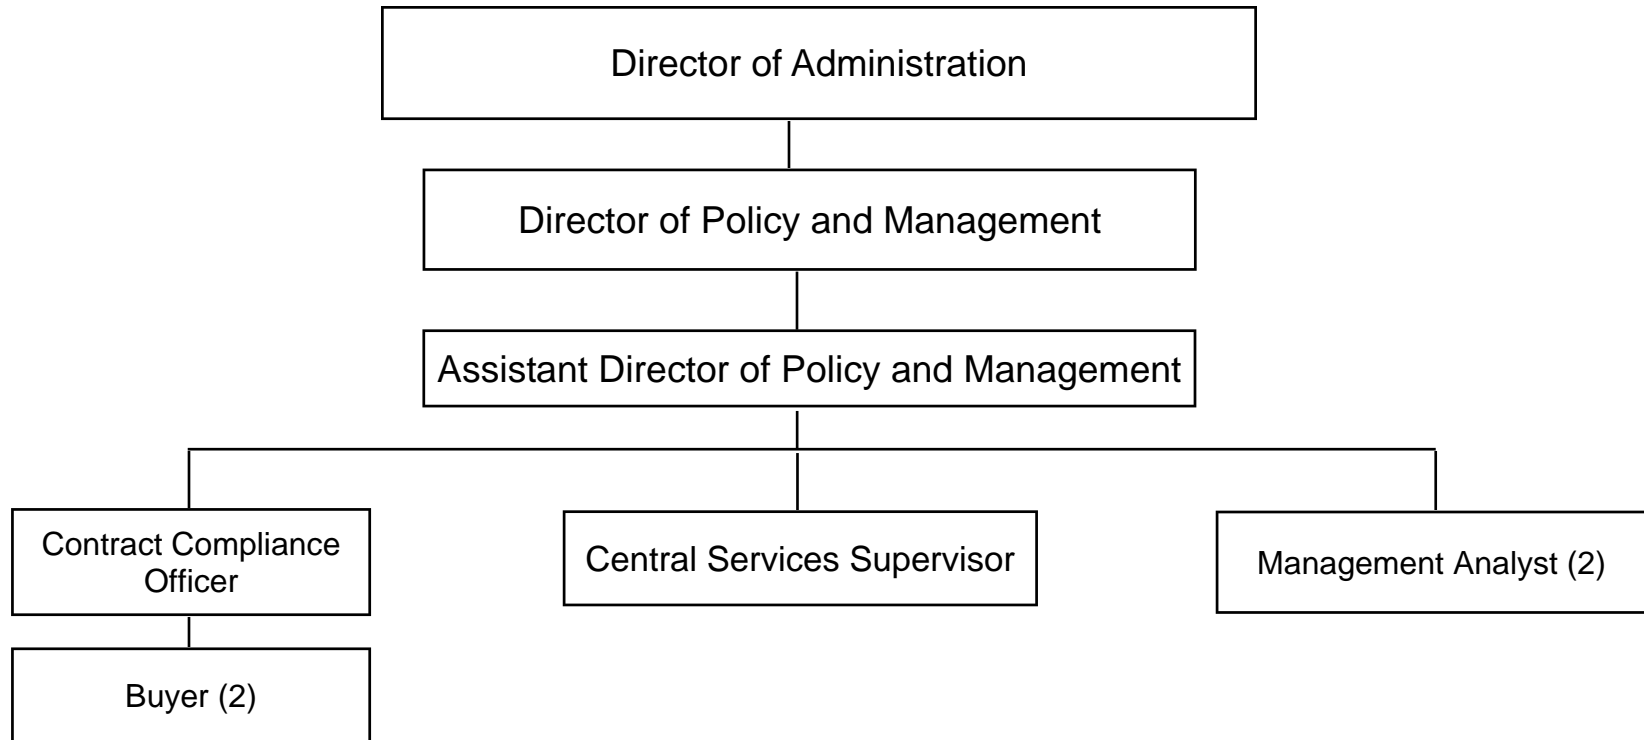 Director of Administration
Director of Policy and Management
Assistant Director of Policy and Management
Contract Compliance
Officer
Central Services Supervisor
Management Analyst (2)
Buyer (2)